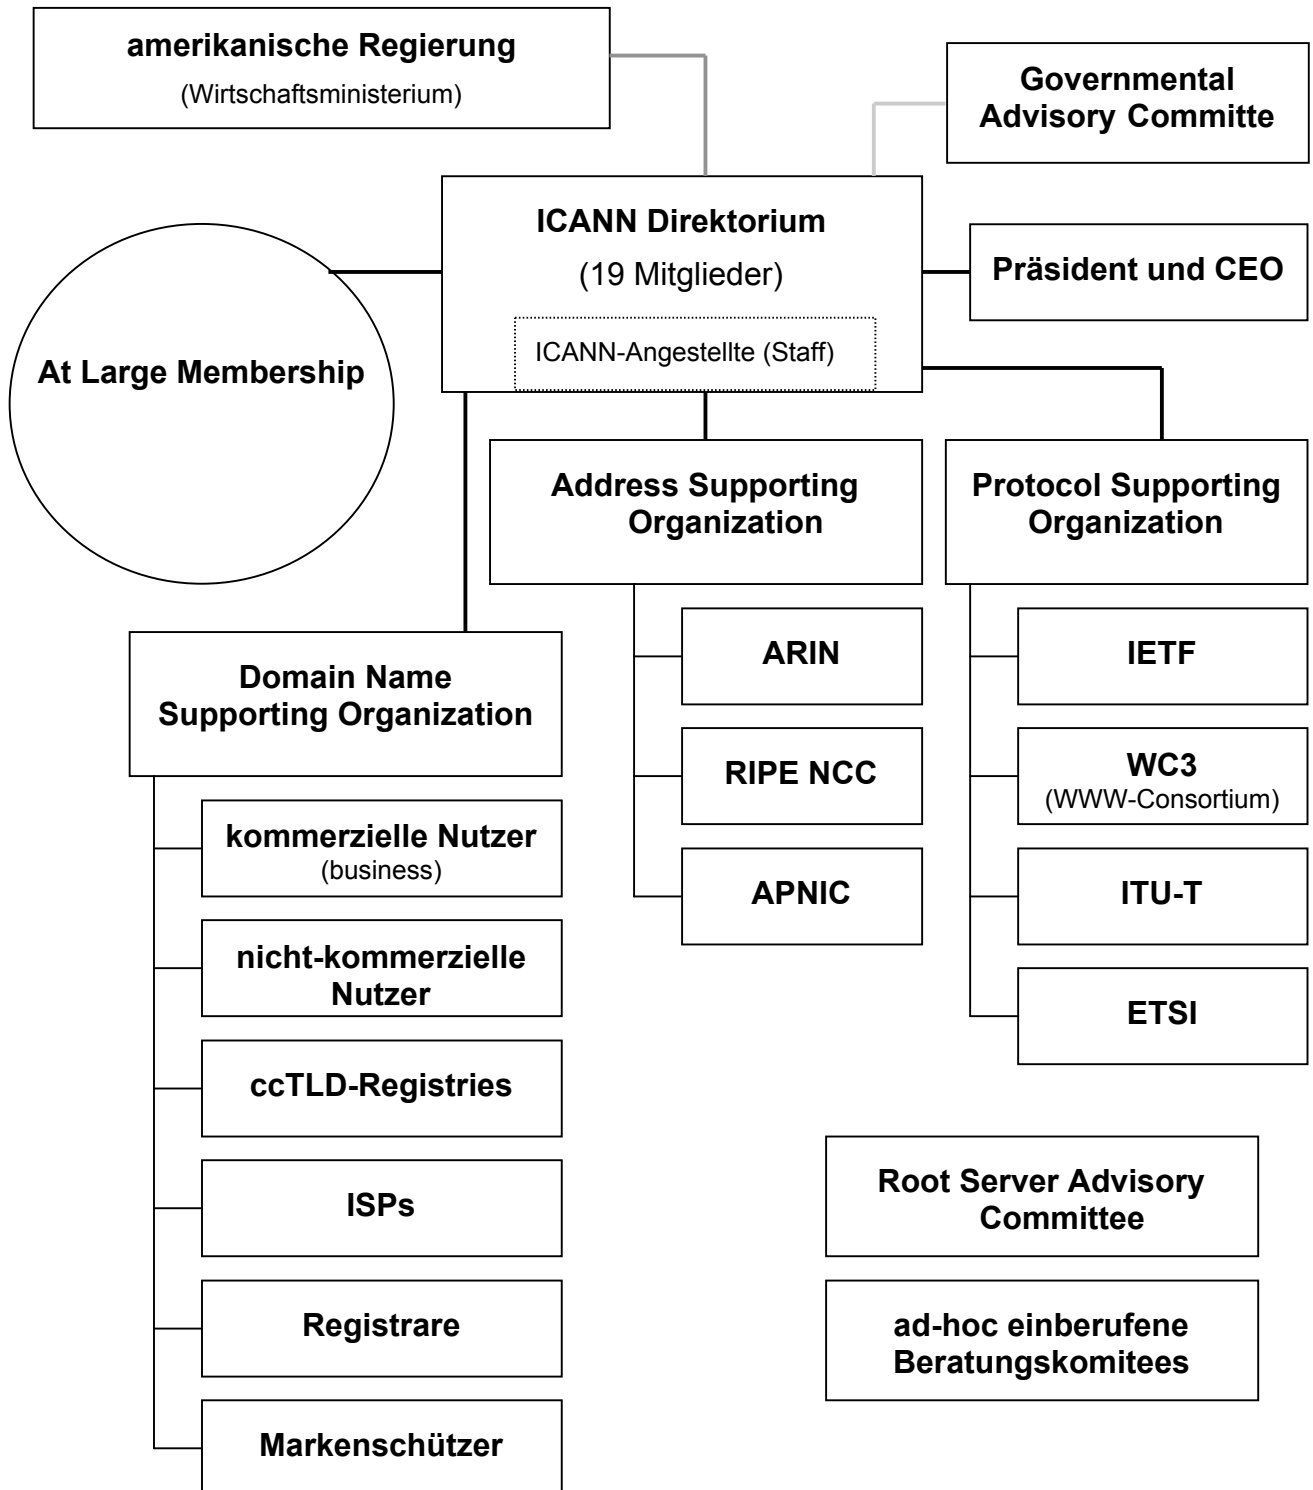 amerikanische Regierung
(Wirtschaftsministerium)
Governmental
Advisory Committe
ICANN Direktorium
(19 Mitglieder)
ICANN-Angestellte (Staff)
Präsident und CEO
At Large Membership
Address Supporting
Organization
Protocol Supporting
Organization
ARIN
RIPE NCC
APNIC
IETF
WC3
(WWW-Consortium)
ITU-T
ETSI
Domain Name
Supporting Organization
kommerzielle Nutzer
(business)
nicht-kommerzielle
Nutzer
ccTLD-Registries
ISPs
Registrare
Markenschützer
Root Server Advisory
Committee
ad-hoc einberufene
Beratungskomitees